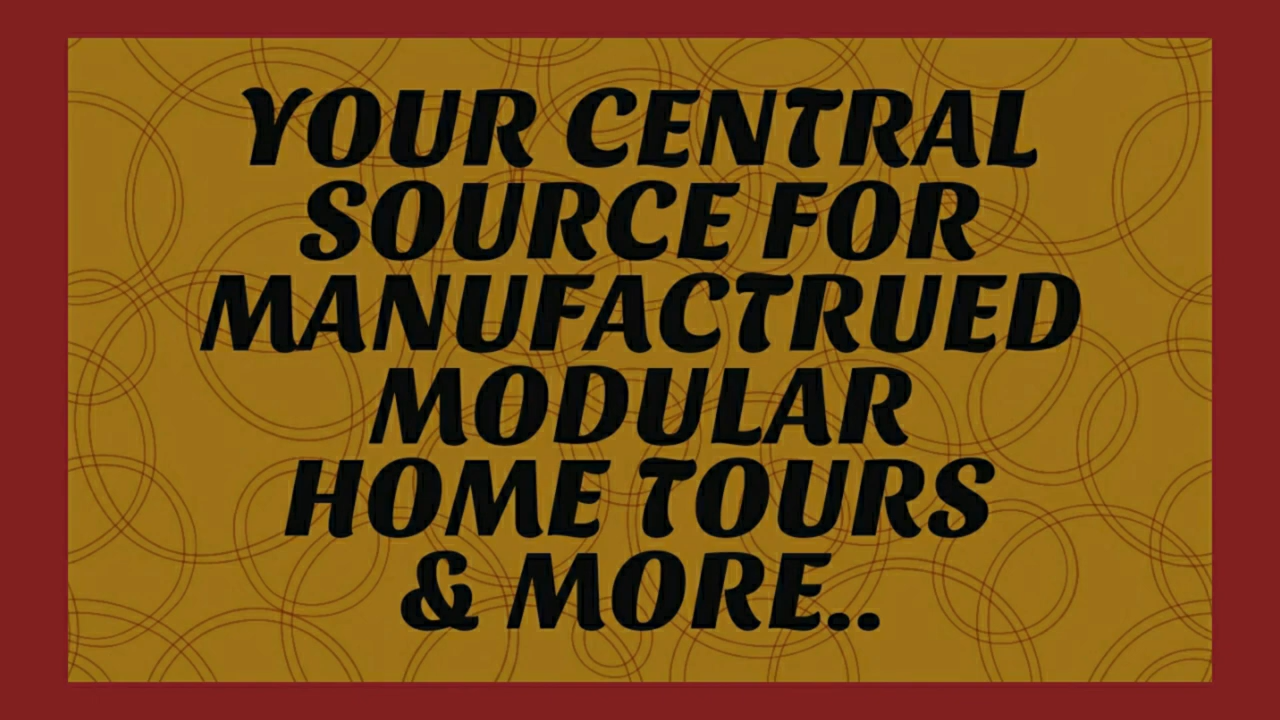 YOUR CENTRAL
SOURCE FOR
MANUFACTRUED
MODULAR
HOME TOURS
& MORE..